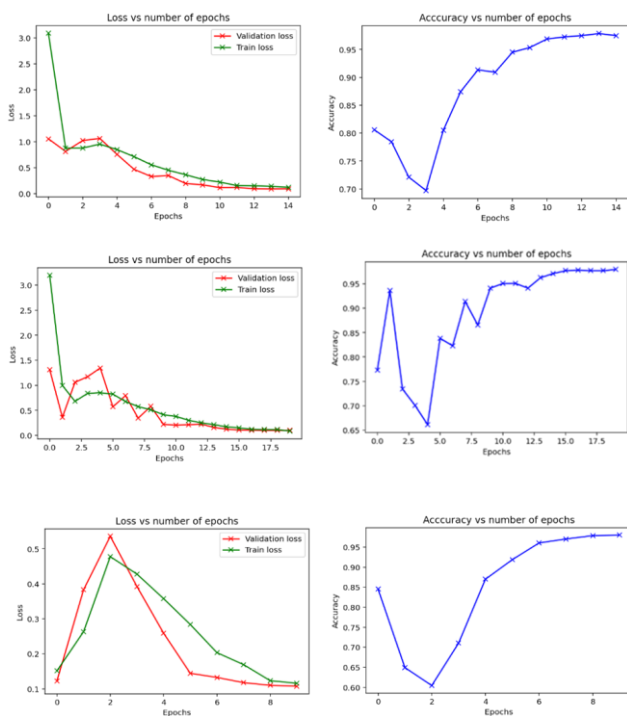 Loss vs number of epochs
Validation loss
Train loss
3.0
2.5
2.0
1.5
1.0
0.5
0.0
Loss
0 2 4 6 8 10 12 14
Epochs
Acccuracy vs number of epochs
0.95
0.90
0.85
0.80
0.75
0.70
Accuracy
0 2 4 6 8 10 12 14
Epochs
Loss vs number of epochs
Validation loss
Train loss
3.0
2.5
2.0
1.5
1.0
0.5
0.0
Loss
0.0 2.5 5.0 7.5 10.0 12.5 15.0 17.5
Epochs
Acccuracy vs number of epochs
0.95
0.90
0.85
0.80
0.75
0.70
0.65
Accuracy
0.0 2.5 5.0 7.5 10.0 12.5 15.0 17.5
Epochs
Loss vs number of epochs
Validation loss
Train loss
0.5
0.4
0.3
0.2
0.1
Loss
0 2 4 6 8
Epochs
Acccuracy vs number of epochs
0.95
0.90
0.85
0.80
0.75
0.70
0.65
0.60
Accuracy
0 2 4 6 8
Epochs